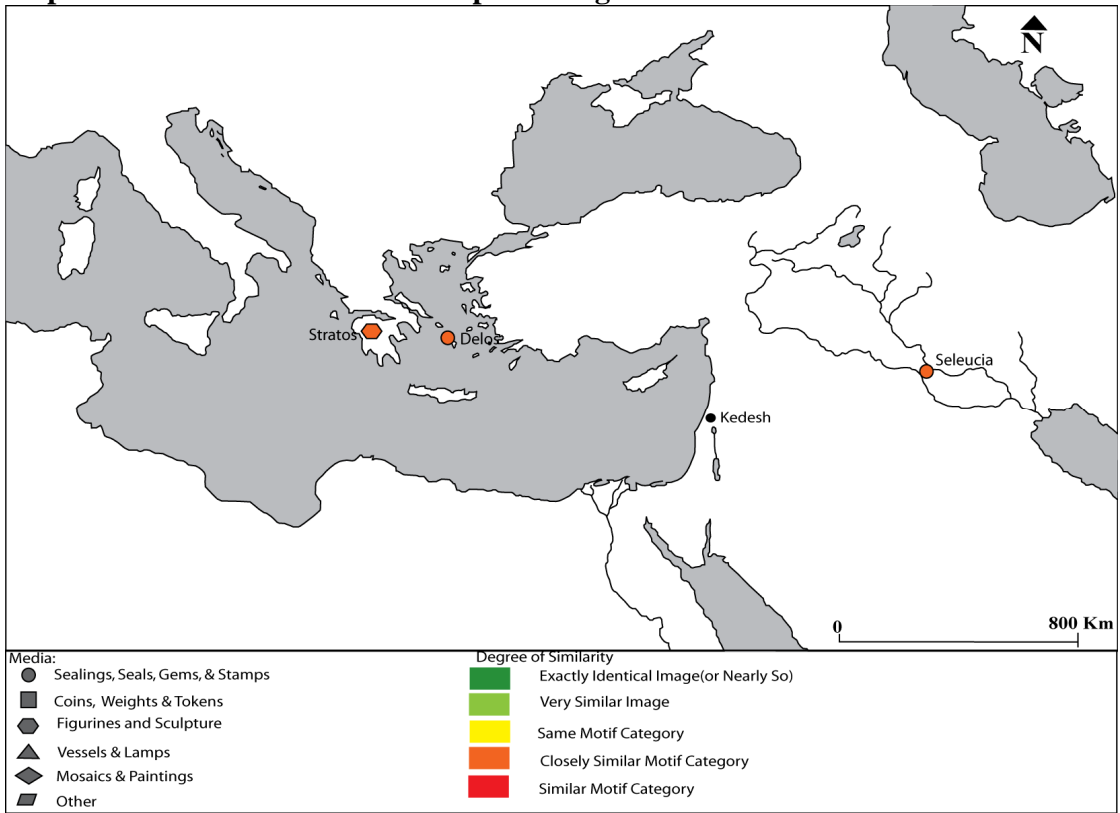 N
Stratos
Delos
Seleucia
Kedesh
0 800 Km
Media:
Sealings, Seals, Gems, & Stamps
Coins, Weights & Tokens
Figurines and Sculpture
Vessels & Lamps
Mosaics & Paintings
Other
Degree of Similarity
Exactly Identical Image(or Nearly So)
Very Similar Image
Same Motif Category
Closely Similar Motif Category
Similar Motif Category